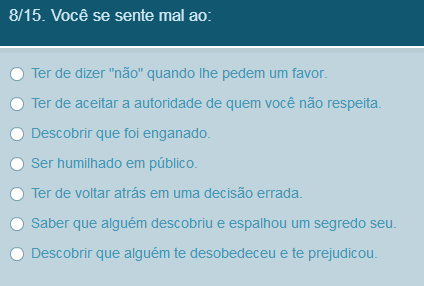 8/15. Você se sente mal ao:
Ter de dizer "não" quando lhe pedem um favor.
Ter de aceitar a autoridade de quem você não respeita.
Descobrir que foi enganado.
Ser humilhado em público.
Ter de voltar atrás em uma decisão errada.
Saber que alguém descobriu e espalhou um segredo seu.
Descobrir que alguém te desobedeceu e te prejudicou.